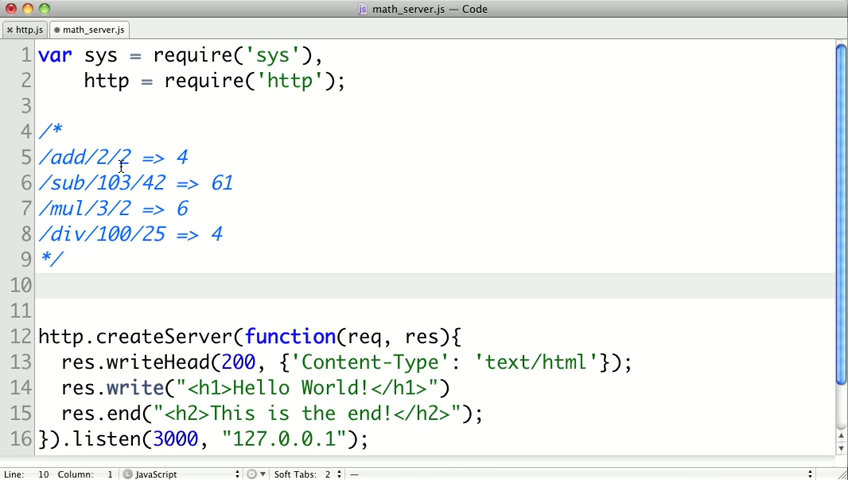 math_server.js — Code
http.js
math_server.js
1 var sys = require('sys'),
2 http = require('http');
3
4 /*
5 /add/2/2 => 4
6 /sub/103/42 => 61
7 /mul/3/2 => 6
8 /div/100/25 => 4
9 */
10
11
12 http.createServer(function(req, res){
13 res.writeHead(200, {'Content-Type': 'text/html'});
14 res.write("<h1>Hello World!</h1>")
15 res.end("<h2>This is the end!</h2>");
16 }).listen(3000, "127.0.0.1");
Line: 10 Column: 1 JavaScript Soft Tabs: 2 —